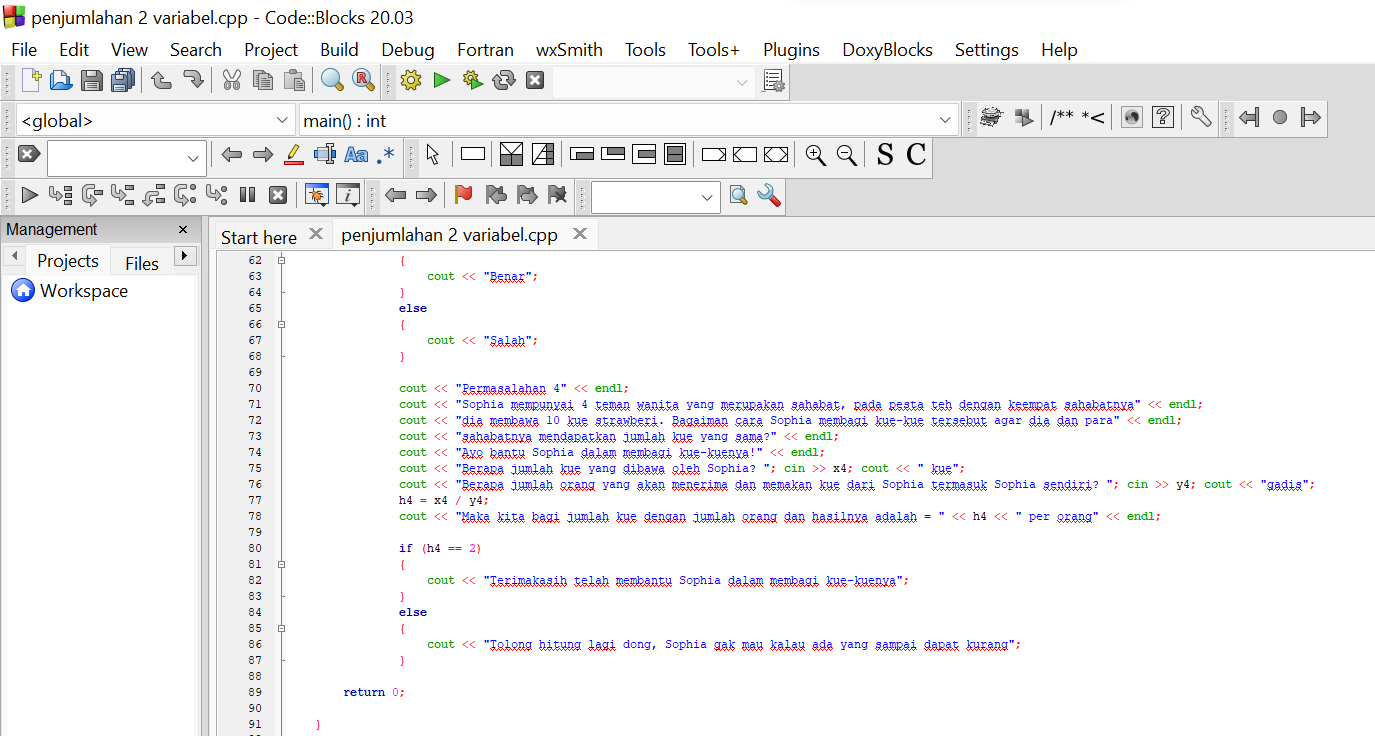 penjumlahan 2 variabel.cpp - Code::Blocks 20.03
File Edit View Search Project Build Debug Fortran wxSmith Tools Tools+ Plugins DoxyBlocks Settings Help
<global> main() : int /** *<
Aa .* S C
Management
Start here penjumlahan 2 variabel.cpp
Projects Files
Workspace
62 {
63 cout << "Benar";
64 }
65 else
66 {
67 cout << "Salah";
68 }
69
70 cout << "Permasalahan 4" << endl;
71 cout << "Sophia mempunyai 4 teman wanita yang merupakan sahabat, pada pesta teh dengan keempat sahabatnya" << endl;
72 cout << "dia membawa 10 kue strawberi. Bagaiman cara Sophia membagi kue-kue tersebut agar dia dan para" << endl;
73 cout << "sahabatnya mendapatkan jumlah kue yang sama?" << endl;
74 cout << "Ayo bantu Sophia dalam membagi kue-kuenya!" << endl;
75 cout << "Berapa jumlah kue yang dibawa oleh Sophia? "; cin >> x4; cout << " kue";
76 cout << "Berapa jumlah orang yang akan menerima dan memakan kue dari Sophia termasuk Sophia sendiri? "; cin >> y4; cout << "gadis";
77 h4 = x4 / y4;
78 cout << "Maka kita bagi jumlah kue dengan jumlah orang dan hasilnya adalah = " << h4 << " per orang" << endl;
79
80 if (h4 == 2)
81 {
82 cout << "Terimakasih telah membantu Sophia dalam membagi kue-kuenya";
83 }
84 else
85 {
86 cout << "Tolong hitung lagi dong, Sophia gak mau kalau ada yang sampai dapat kurang";
87 }
88
89 return 0;
90
91 }